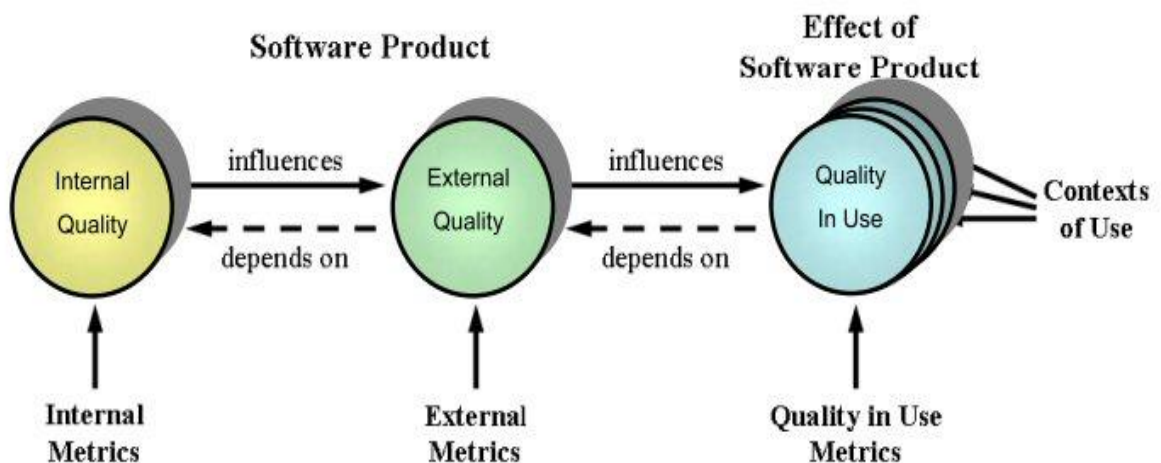 Software Product
Effect of
Software Product
Internal
Quality
influences
depends on
External
Quality
influences
depends on
Quality
In Use
Contexts
of Use
Internal
Metrics
External
Metrics
Quality in Use
Metrics